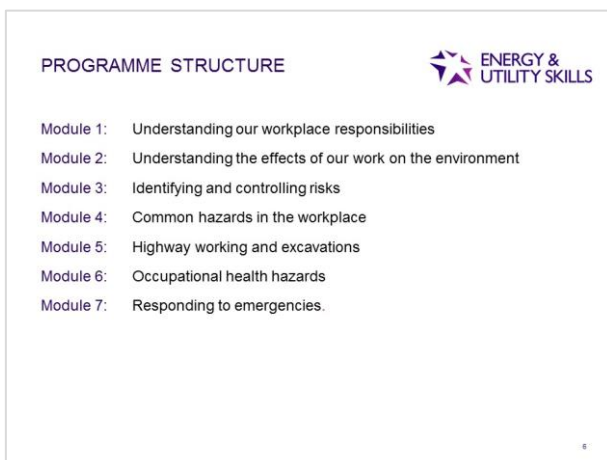 PROGRAMME STRUCTURE
ENERGY &
UTILITY SKILLS
Module 1: Understanding our workplace responsibilities
Module 2: Understanding the effects of our work on the environment
Module 3: Identifying and controlling risks
Module 4: Common hazards in the workplace
Module 5: Highway working and excavations
Module 6: Occupational health hazards
Module 7: Responding to emergencies.
6